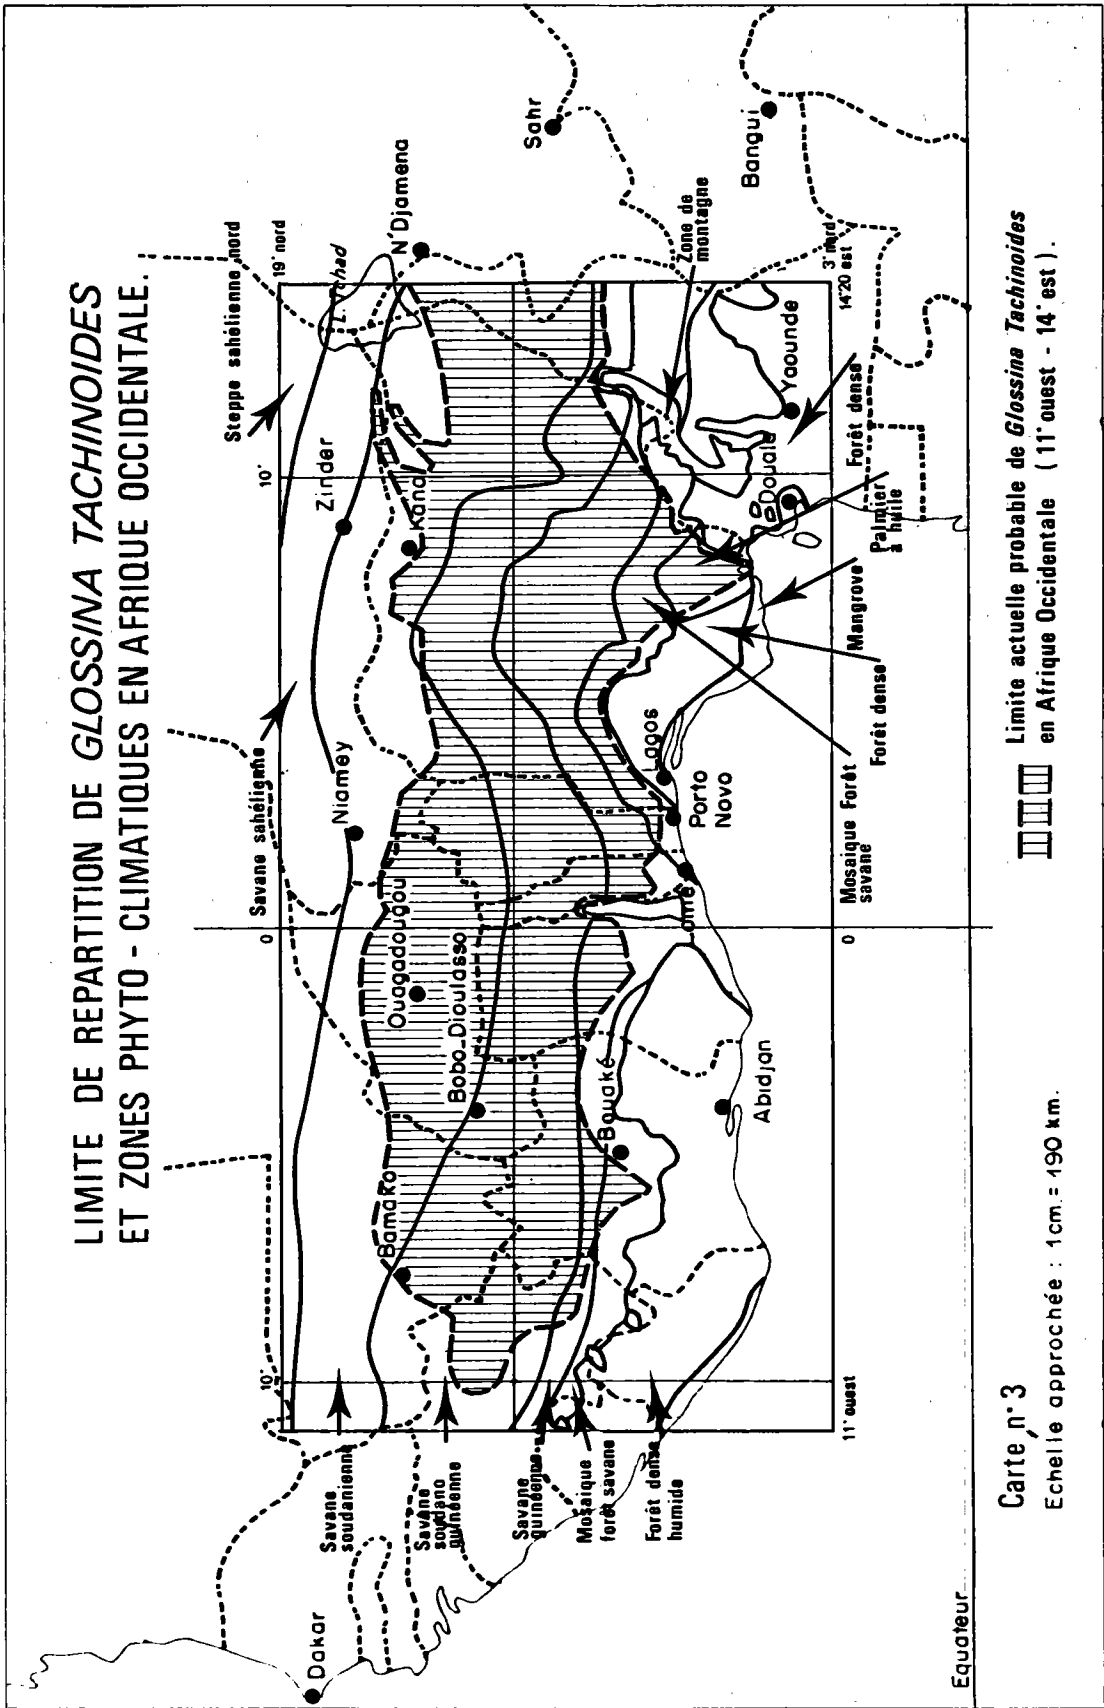 LIMITE DE REPARTITION DE GLOSSINA TACHINOIDES
ET ZONES PHYTO - CLIMATIQUES EN AFRIQUE OCCIDENTALE.
Steppe sahélienne nord
Savane sahélienne
19° nord
10°
0
10°
L. Tchad
N'Djamena
Zinder
Kano
Niamey
Ouagadougou
Bobo_Dioulasso
Bamako
Dakar
Sahr
Bangui
Zone de
montagne
Yaounde
Douala
Lagos
Porto
Novo
Lome
Bouaké
Abidjan
Savane
soudanienne
Savane
soudano
guinéenne
Savane
guinéenne
Mosaique
forêt savane
Forêt dense
humide
11° ouest
0
3° nord
14°20 est
Mosaique Forêt
savane
Forêt dense
Mangrove
Palmier
à huile
Forêt dense
Equateur
Carte n° 3
Echelle approchée : 1cm. = 190 km.
Limite actuelle probable de Glossina Tachinoides
en Afrique Occidentale (11° ouest - 14° est).